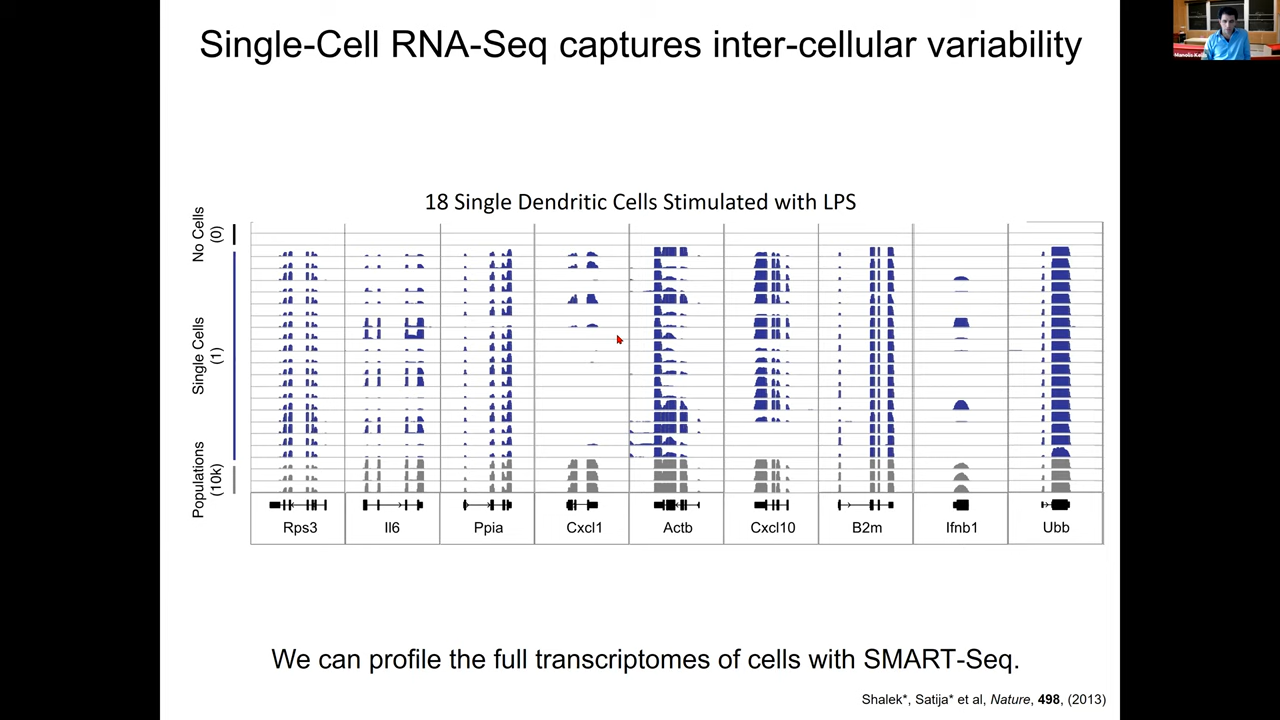 Single-Cell RNA-Seq captures inter-cellular variability
Manolis Kell
18 Single Dendritic Cells Stimulated with LPS
No Cells
(0)
Single Cells
(1)
Populations
(10k)
Rps3 Il6 Ppia Cxcl1 Actb Cxcl10 B2m Ifnb1 Ubb
We can profile the full transcriptomes of cells with SMART-Seq.
Shalek*, Satija* et al, Nature, 498, (2013)